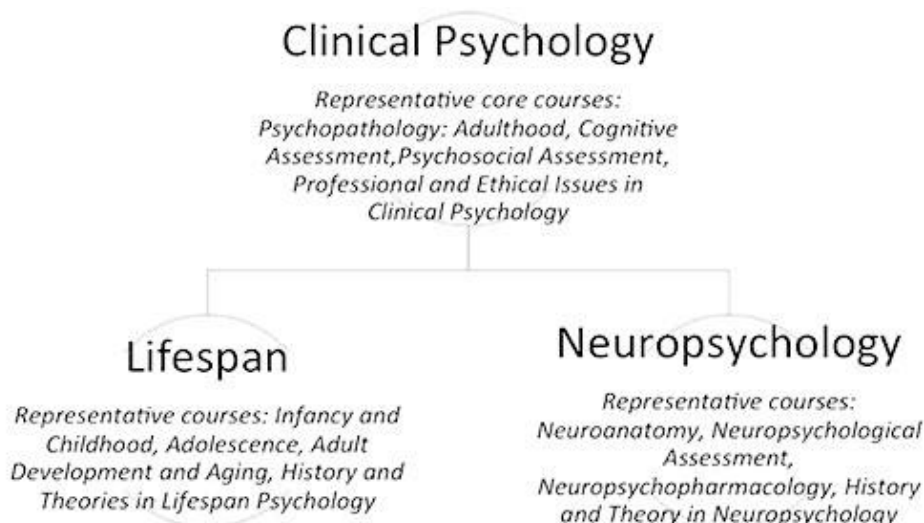 Clinical Psychology
Representative core courses:
Psychopathology: Adulthood, Cognitive
Assessment,Psychosocial Assessment,
Professional and Ethical Issues in
Clinical Psychology
Lifespan
Representative courses: Infancy and
Childhood, Adolescence, Adult
Development and Aging, History and
Theories in Lifespan Psychology
Neuropsychology
Representative courses:
Neuroanatomy, Neuropsychological
Assessment,
Neuropsychopharmacology, History
and Theory in Neuropsychology